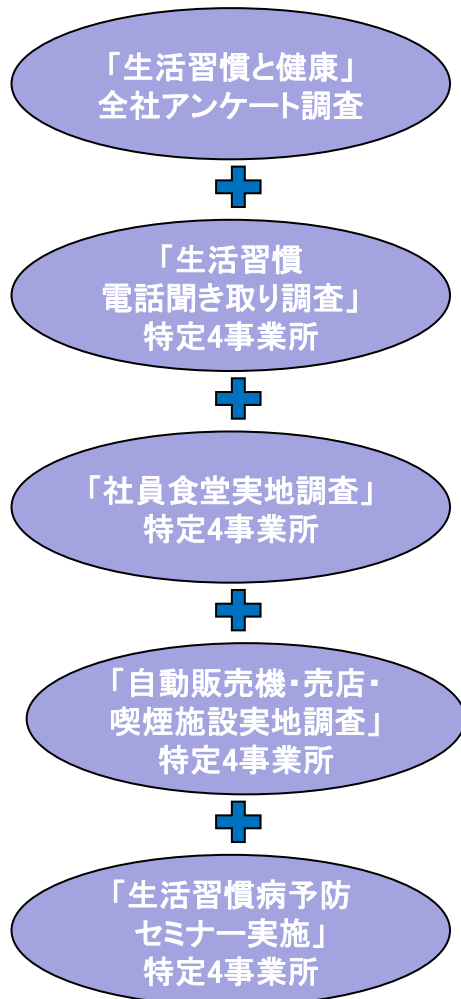 「生活習慣と健康」
全社アンケート調査
「生活習慣
電話聞き取り調査」
特定4事業所
「社員食堂実地調査」
特定4事業所
「自動販売機・売店・
喫煙施設実地調査」
特定4事業所
「生活習慣病予防
セミナー実施」
特定4事業所